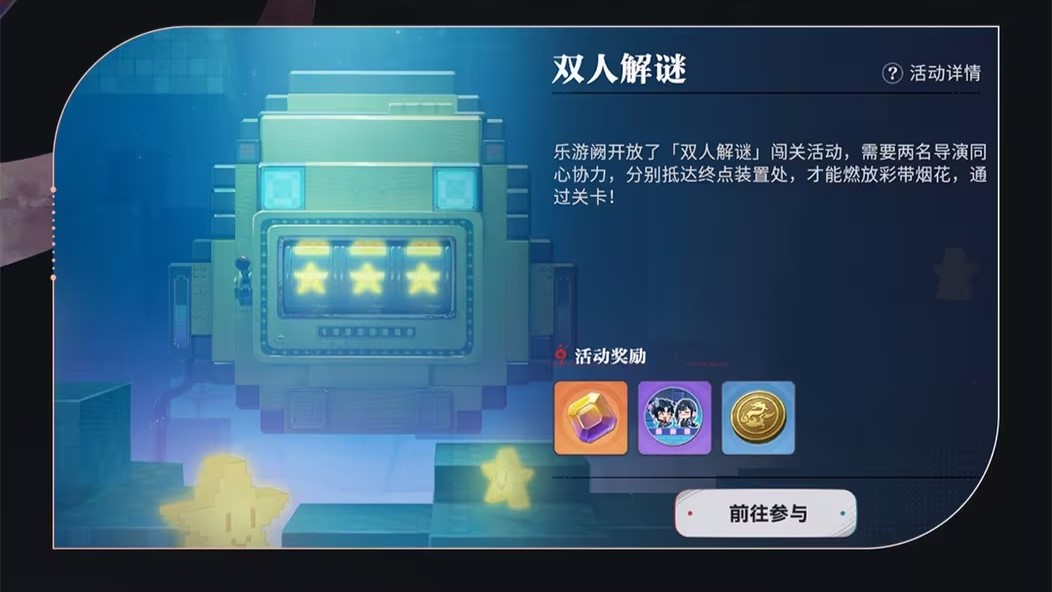 双人解谜
? 活动详情
乐游阙开放了「双人解谜」闯关活动，需要两名导演同
心协力，分别抵达终点装置处，才能燃放彩带烟花，通
过关卡！
活动奖励
前往参与